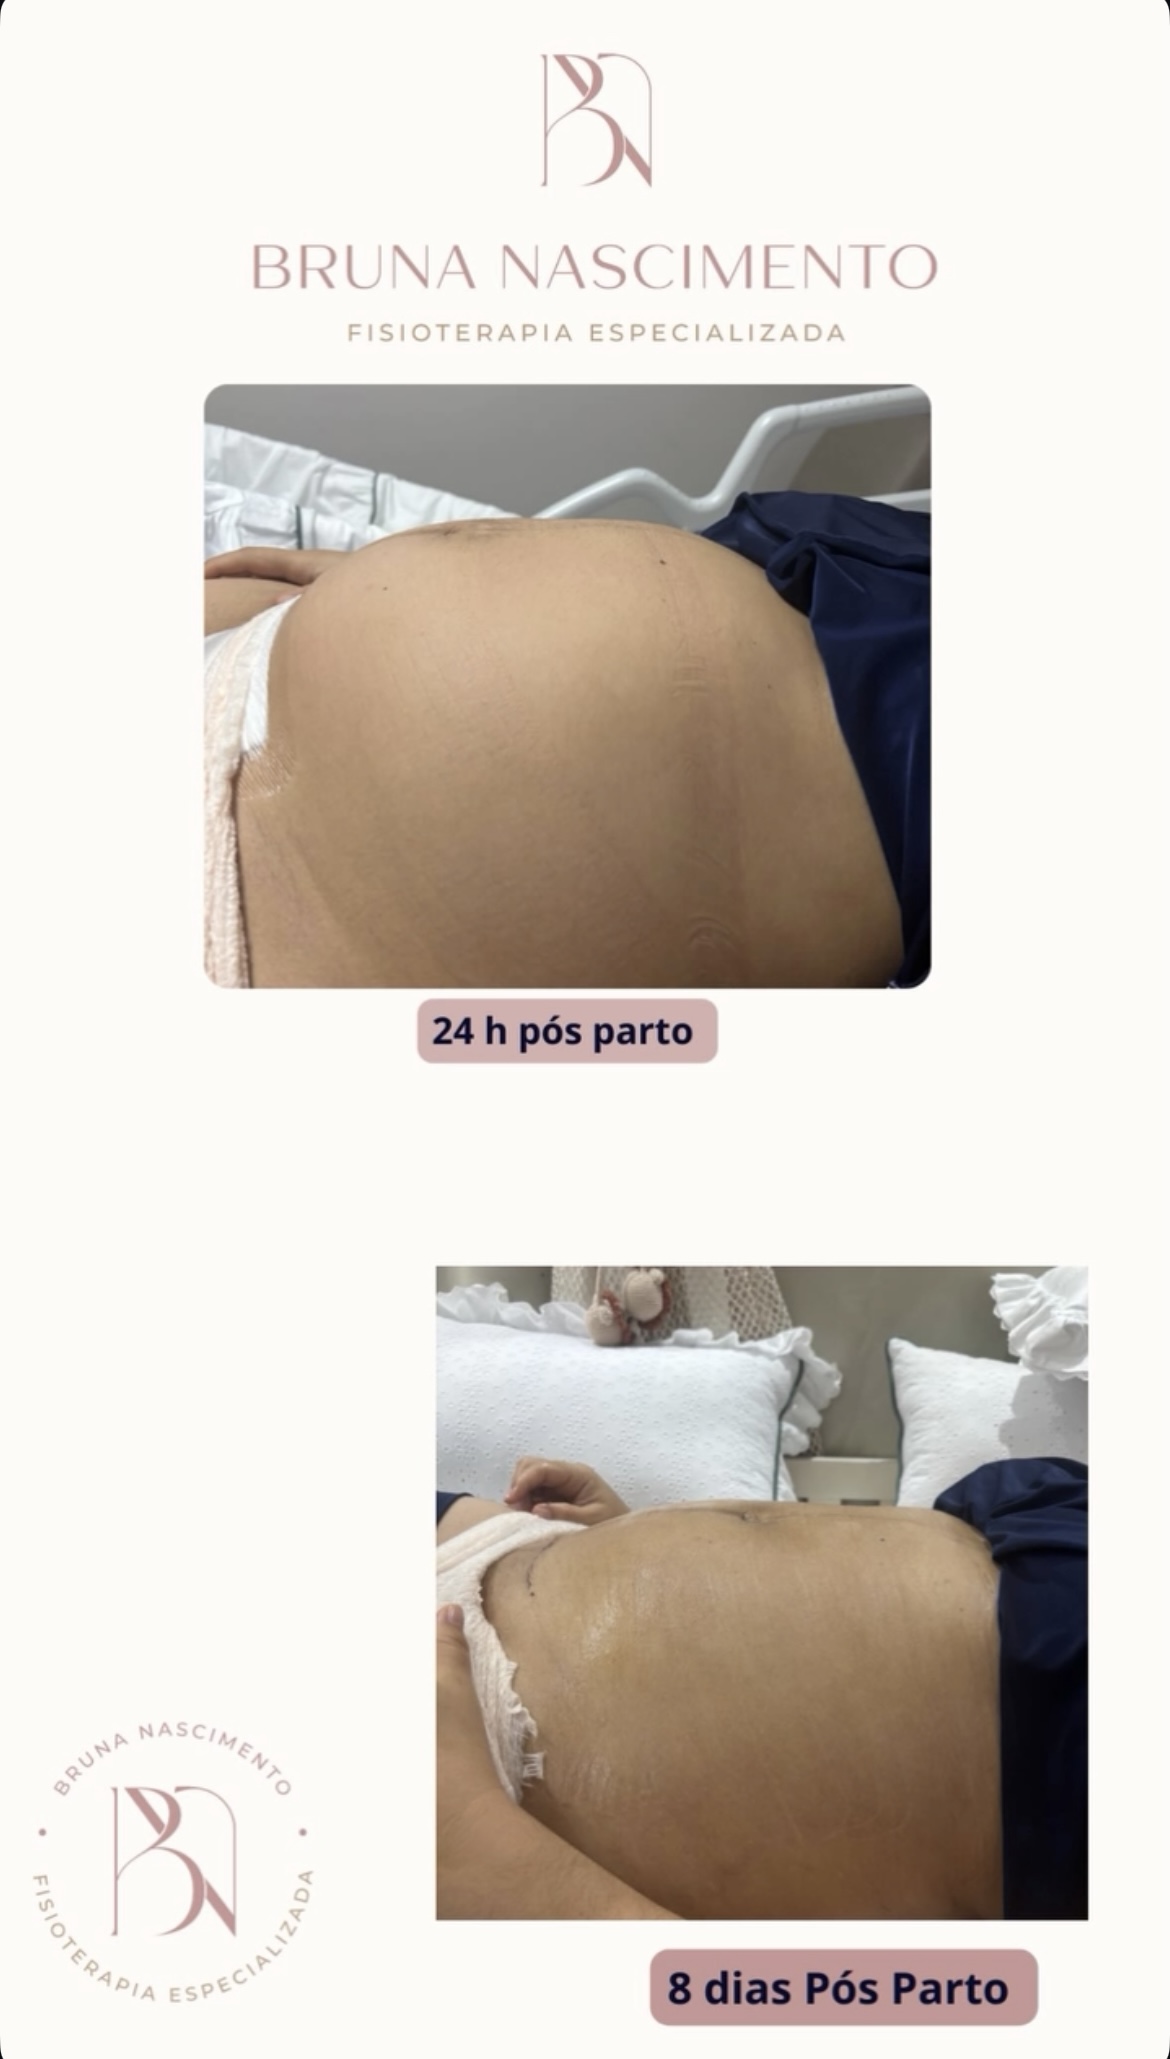 BRUNA NASCIMENTO
FISIOTERAPIA ESPECIALIZADA
24 h pós parto
BRUNA NASCIMENTO
FISIOTERAPIA ESPECIALIZADA
8 dias Pós Parto